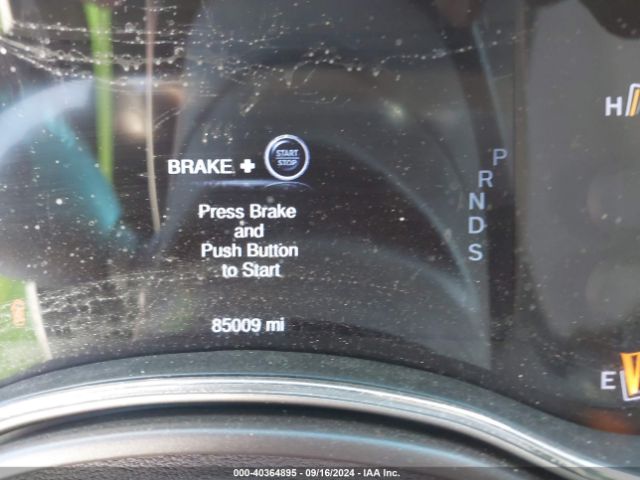 BRAKE + START STOP
Press Brake
and
Push Button
to Start
85009 mi
P
R
N
D
S
H
E
000-40364895 - 09/16/2024 - IAA Inc.